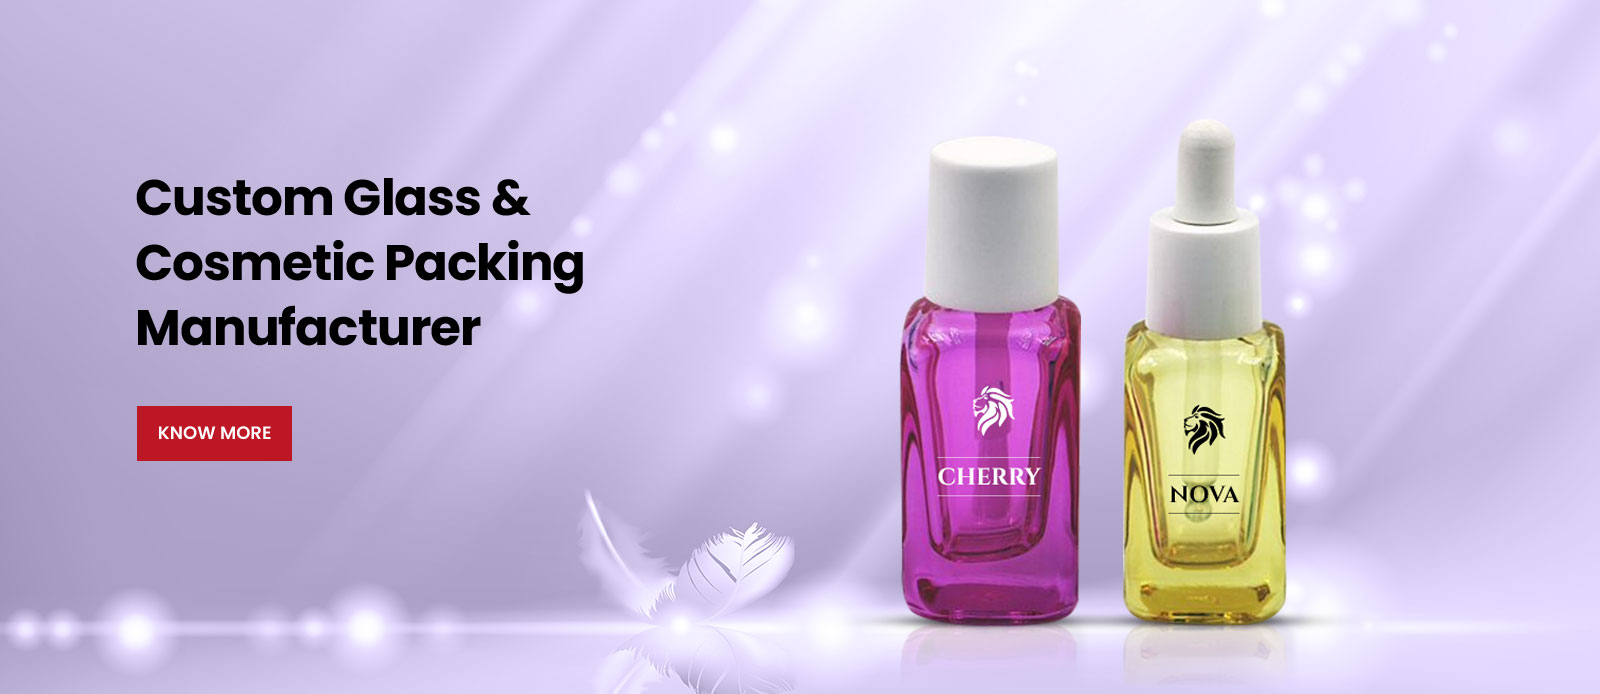 Custom Glass &
Cosmetic Packing
Manufacturer
KNOW MORE
CHERRY
NOVA